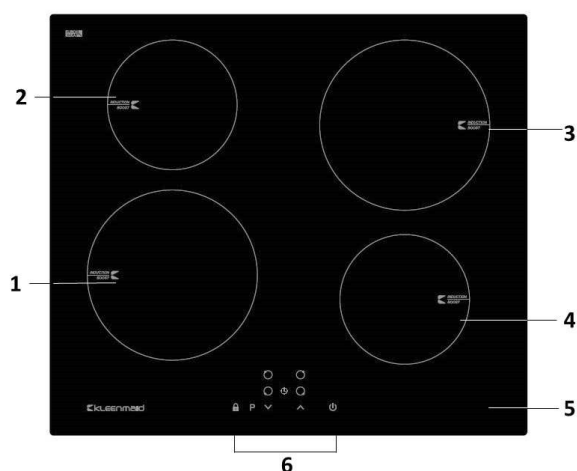 2
INDUCTION
BOOST
INDUCTION
BOOST
3
1
INDUCTION
BOOST
INDUCTION
BOOST
4
kleenmaid
P
5
6